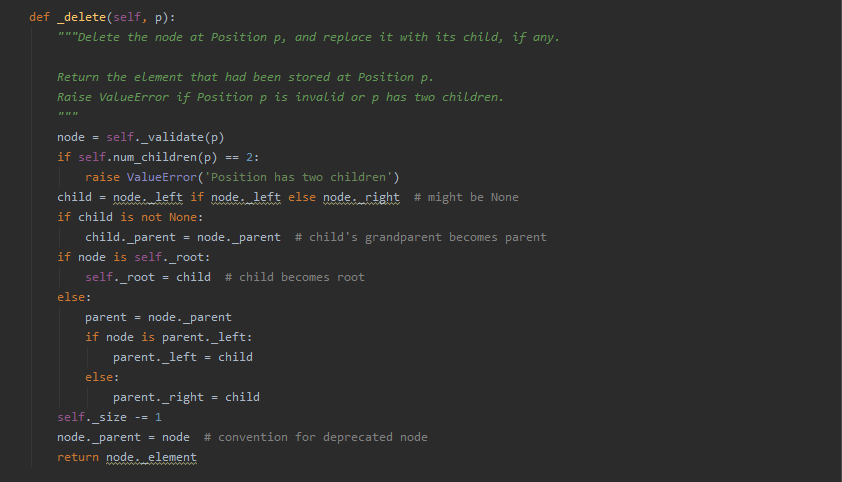 def _delete(self, p):
    """Delete the node at Position p, and replace it with its child, if any.

    Return the element that had been stored at Position p.
    Raise ValueError if Position p is invalid or p has two children.
    """
    node = self._validate(p)
    if self.num_children(p) == 2:
        raise ValueError('Position has two children')
    child = node._left if node._left else node._right  # might be None
    if child is not None:
        child._parent = node._parent  # child's grandparent becomes parent
    if node is self._root:
        self._root = child  # child becomes root
    else:
        parent = node._parent
        if node is parent._left:
            parent._left = child
        else:
            parent._right = child
    self._size -= 1
    node._parent = node  # convention for deprecated node
    return node._element